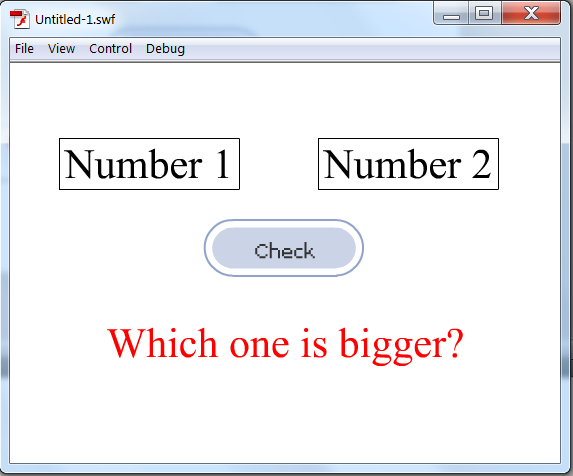 Untitled-1.swf
File View Control Debug
Number 1 Number 2
Check
Which one is bigger?